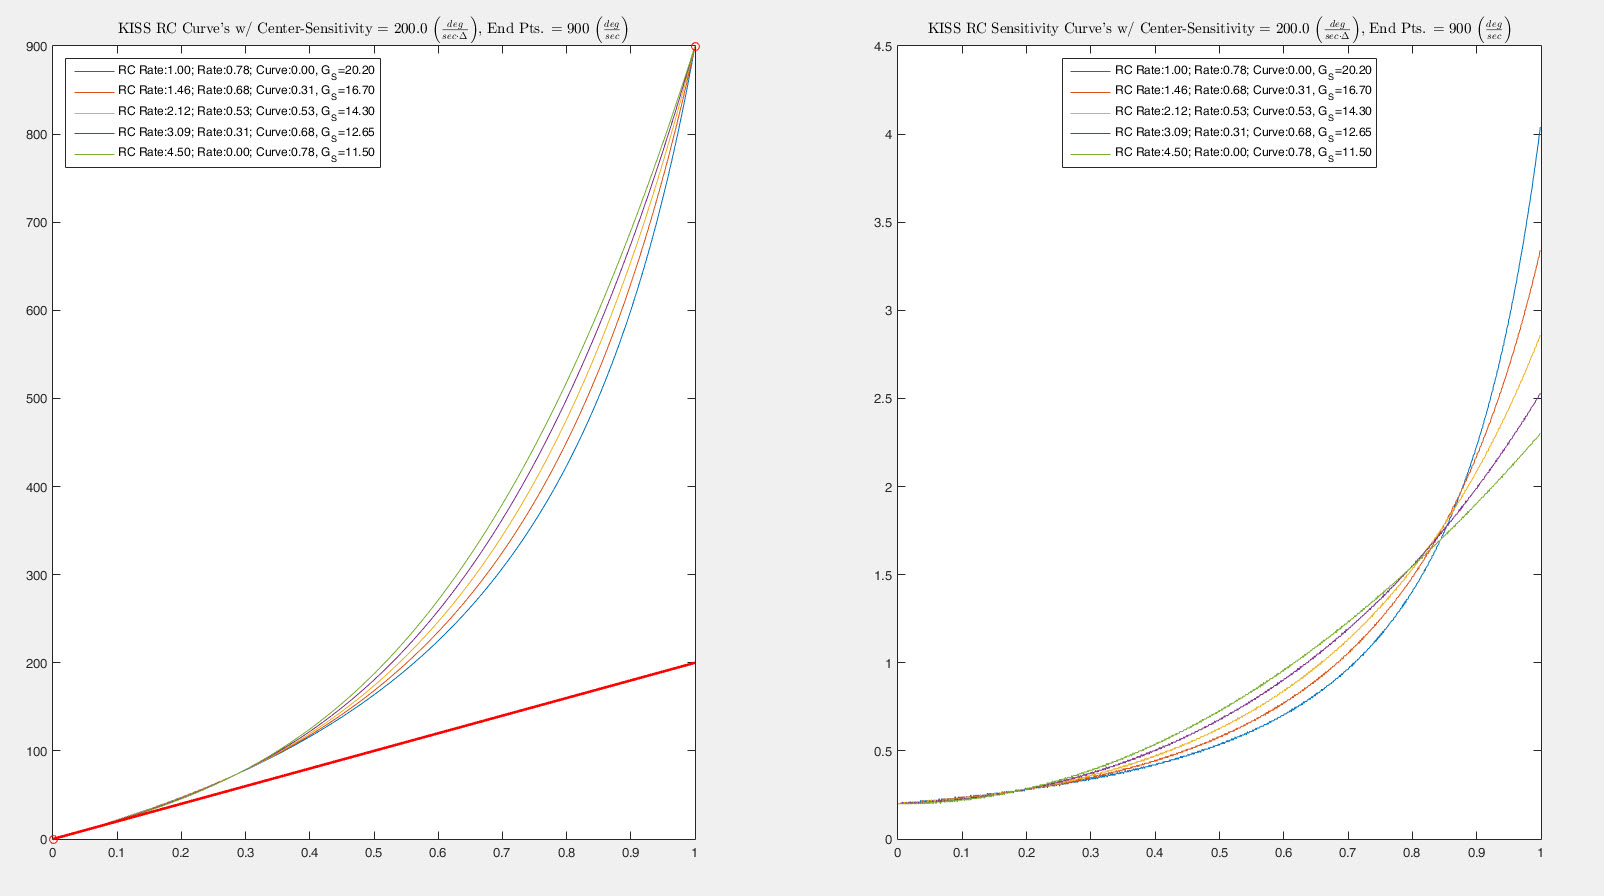 KISS RC Curve's w/ Center-Sensitivity = 200.0 (deg/sec·Δ), End Pts. = 900 (deg/sec)
900
800
700
600
500
400
300
200
100
0
RC Rate:1.00; Rate:0.78; Curve:0.00, G_S=20.20
RC Rate:1.46; Rate:0.68; Curve:0.31, G_S=16.70
RC Rate:2.12; Rate:0.53; Curve:0.53, G_S=14.30
RC Rate:3.09; Rate:0.31; Curve:0.68, G_S=12.65
RC Rate:4.50; Rate:0.00; Curve:0.78, G_S=11.50
0 0.1 0.2 0.3 0.4 0.5 0.6 0.7 0.8 0.9 1
KISS RC Sensitivity Curve's w/ Center-Sensitivity = 200.0 (deg/sec·Δ), End Pts. = 900 (deg/sec)
4.5
4
3.5
3
2.5
2
1.5
1
0.5
0
RC Rate:1.00; Rate:0.78; Curve:0.00, G_S=20.20
RC Rate:1.46; Rate:0.68; Curve:0.31, G_S=16.70
RC Rate:2.12; Rate:0.53; Curve:0.53, G_S=14.30
RC Rate:3.09; Rate:0.31; Curve:0.68, G_S=12.65
RC Rate:4.50; Rate:0.00; Curve:0.78, G_S=11.50
0 0.1 0.2 0.3 0.4 0.5 0.6 0.7 0.8 0.9 1